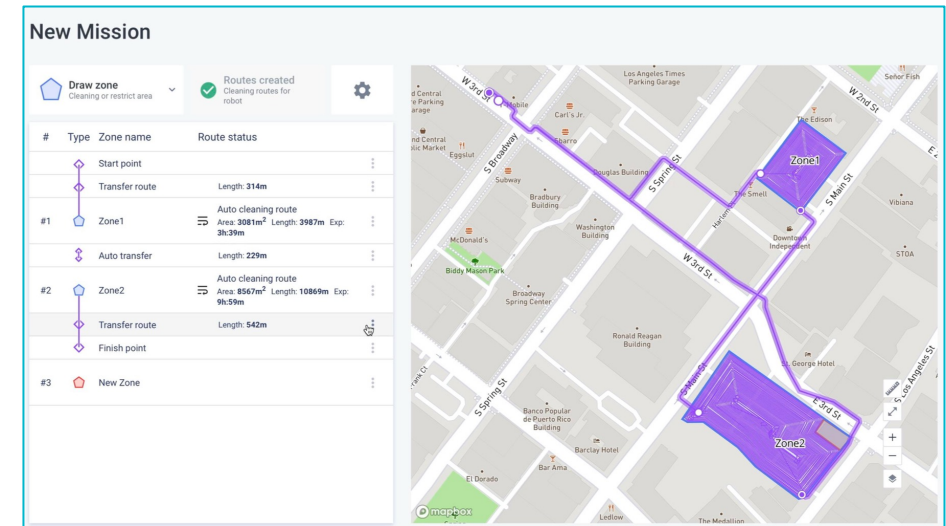 New Mission
Draw zone
Cleaning or restrict area
Routes created
Cleaning routes for
robot
# Type Zone name Route status
Start point
Transfer route Length: 314m
#1 Zone1 Auto cleaning route
Area: 3081m² Length: 3987m Exp:
3h:39m
Auto transfer Length: 229m
#2 Zone2 Auto cleaning route
Area: 8567m² Length: 10869m Exp:
9h:59m
Transfer route Length: 542m
Finish point
#3 New Zone
Los Angeles Times
Parking
Garage
Señor Fish
W 3rd St
W 2nd St
d Central
Parking
Mobile
Carl's Jr.
The Edison
nd Central
Market
Eggslut
S Broadway
Sbarro
Zone1
Subway
Douglas Building
S Spring St
The Smell
S Main St
Bradbury
Building
Vibiana
Harlem
Washington
Building
McDonald's
Downtown
Independent
STOA
W 3rd St
Biddy Mason Park
Broadway
Spring Center
Ronald Reagan
Building
St. George Hotel
S Los Angeles St
S Main St
S Spring St
E 3rd St
Banco Popular
de Puerto Rico
Building
Zone2
Barclay Hotel
Bar Ama
El Dorado
mapbox
Ledlow
The Medallion